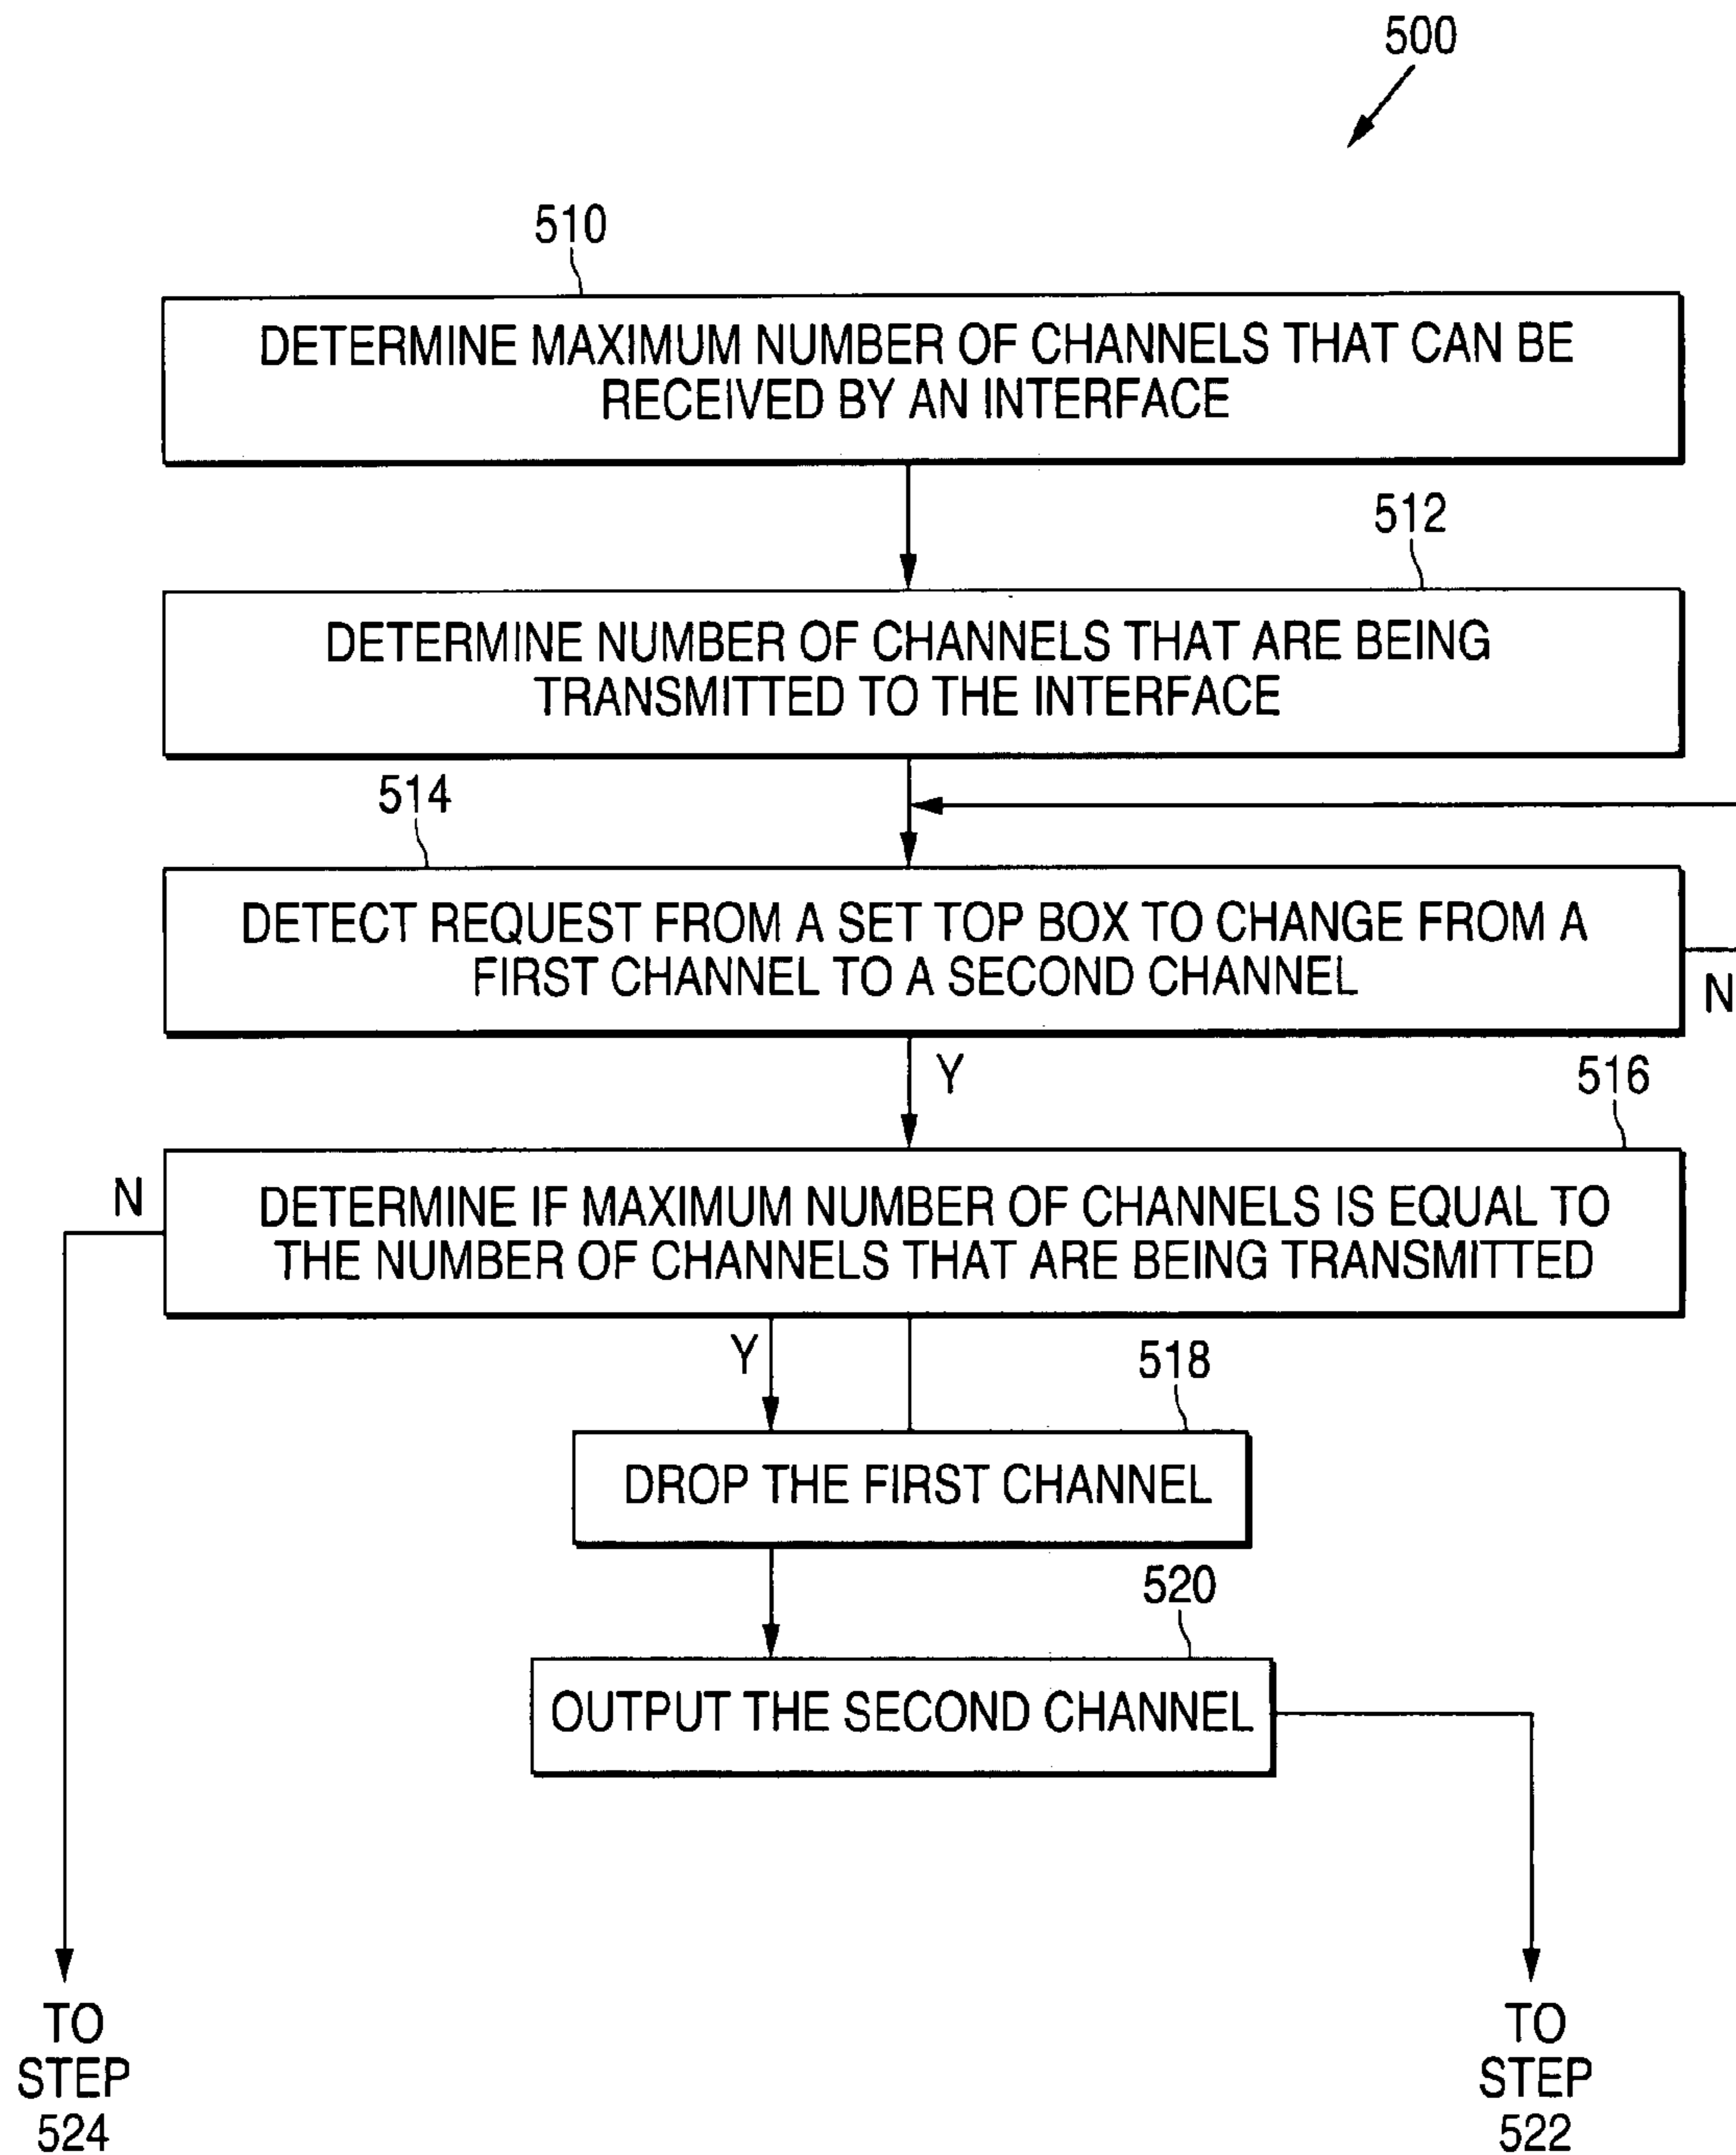 500
510
DETERMINE MAXIMUM NUMBER OF CHANNELS THAT CAN BE
RECEIVED BY AN INTERFACE
512
DETERMINE NUMBER OF CHANNELS THAT ARE BEING
TRANSMITTED TO THE INTERFACE
514
DETECT REQUEST FROM A SET TOP BOX TO CHANGE FROM A
FIRST CHANNEL TO A SECOND CHANNEL
N
Y
516
N
DETERMINE IF MAXIMUM NUMBER OF CHANNELS IS EQUAL TO
THE NUMBER OF CHANNELS THAT ARE BEING TRANSMITTED
Y
518
DROP THE FIRST CHANNEL
520
OUTPUT THE SECOND CHANNEL
TO
STEP
524
TO
STEP
522